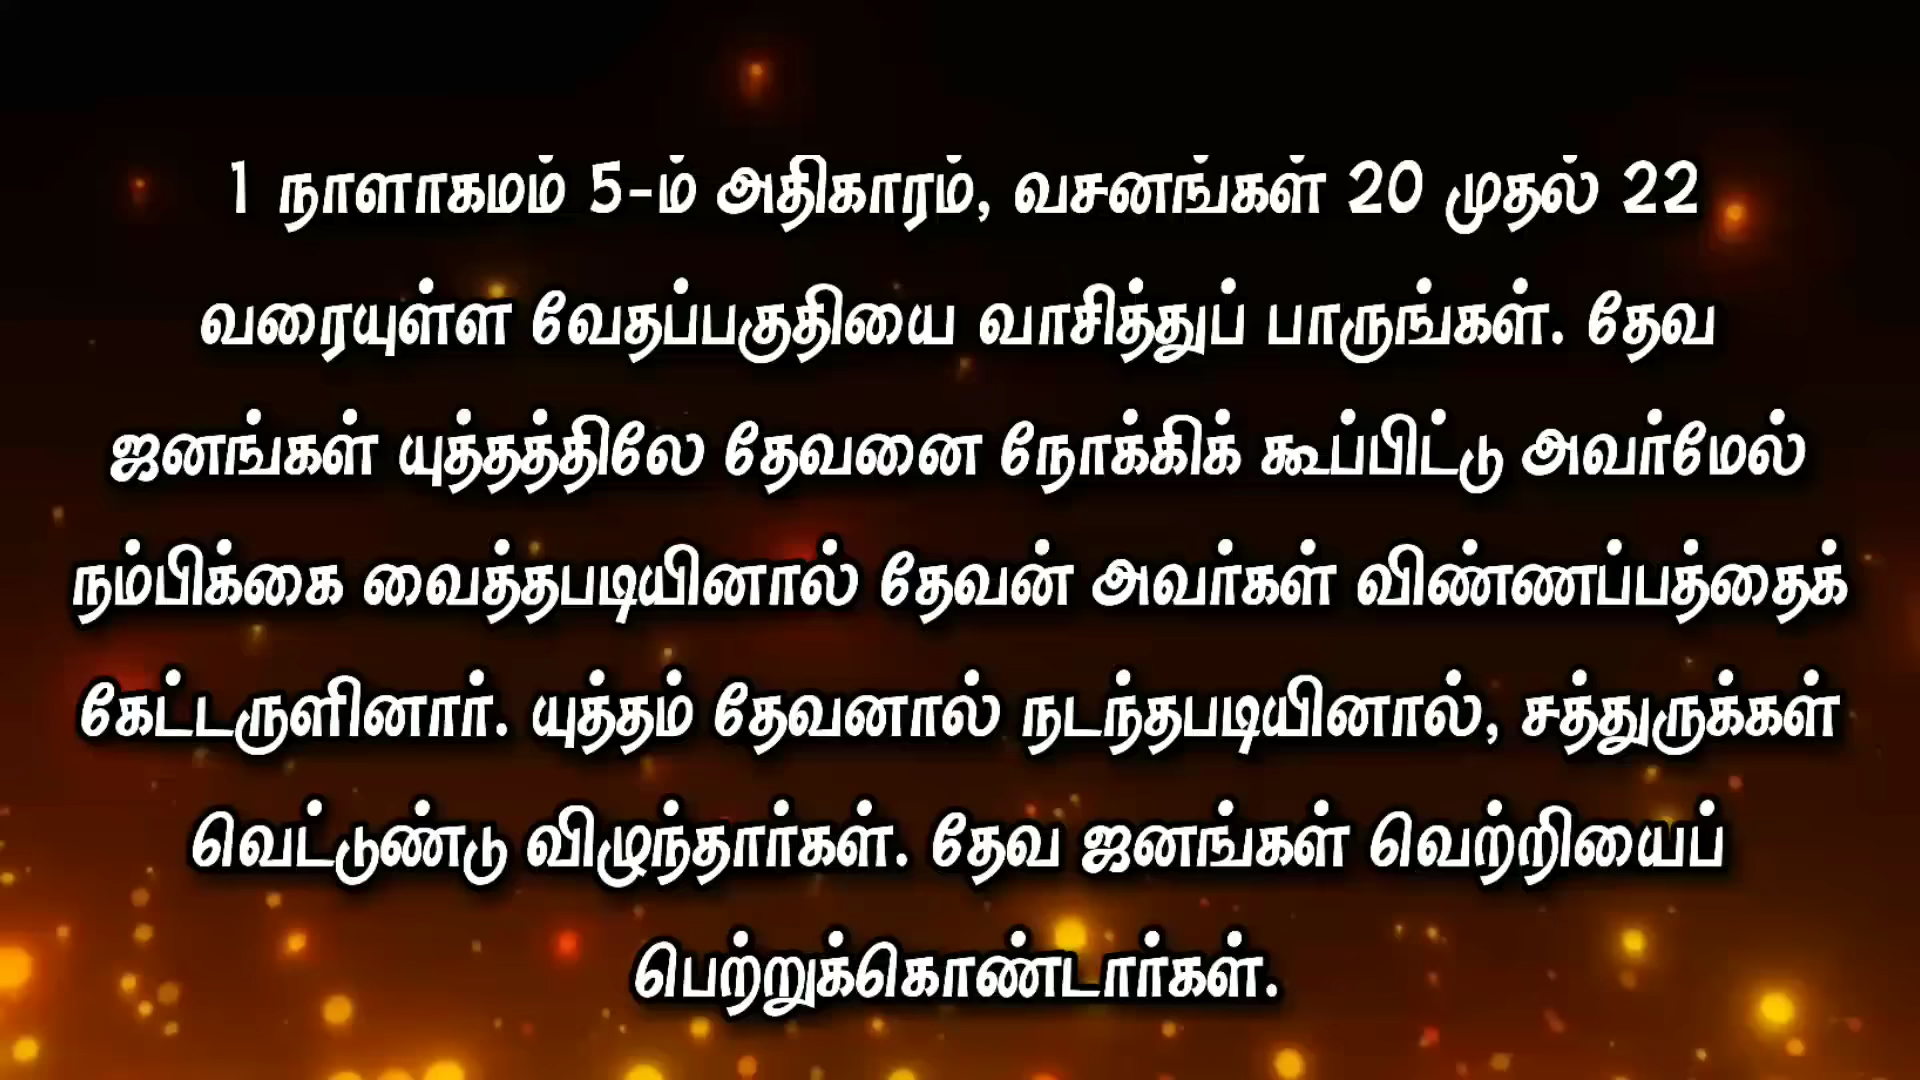 1 நாளாகமம் 5-ம் அதிகாரம், வசனங்கள் 20 முதல் 22
வரையுள்ள வேதப்பகுதியை வாசித்துப் பாருங்கள். தேவ
ஜனங்கள் யுத்தத்திலே தேவனை நோக்கிக் கூப்பிட்டு அவர்மேல்
நம்பிக்கை வைத்தபடியினால் தேவன் அவர்கள் விண்ணப்பத்தைக்
கேட்டருளினார். யுத்தம் தேவனால் நடந்தபடியினால், சத்துருக்கள்
வெட்டுண்டு விழுந்தார்கள். தேவ ஜனங்கள் வெற்றியைப்
பெற்றுக்கொண்டார்கள்.